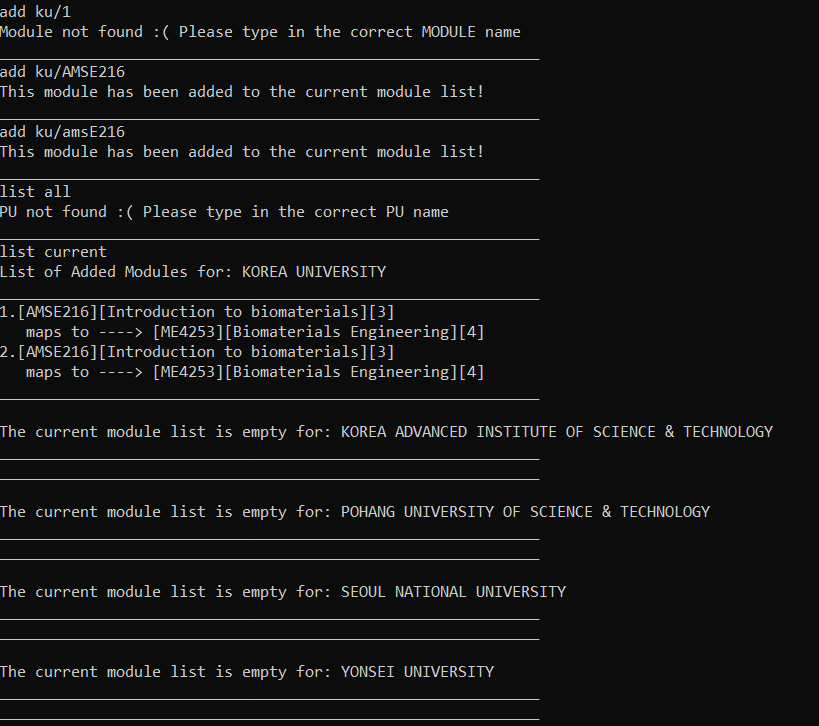 add ku/1
Module not found :( Please type in the correct MODULE name
add ku/AMSE216
This module has been added to the current module list!
add ku/amsE216
This module has been added to the current module list!
list all
PU not found :( Please type in the correct PU name
list current
List of Added Modules for: KOREA UNIVERSITY
1.[AMSE216][Introduction to biomaterials][3]
maps to ----> [ME4253][Biomaterials Engineering][4]
2.[AMSE216][Introduction to biomaterials][3]
maps to ----> [ME4253][Biomaterials Engineering][4]
The current module list is empty for: KOREA ADVANCED INSTITUTE OF SCIENCE & TECHNOLOGY
The current module list is empty for: POHANG UNIVERSITY OF SCIENCE & TECHNOLOGY
The current module list is empty for: SEOUL NATIONAL UNIVERSITY
The current module list is empty for: YONSEI UNIVERSITY